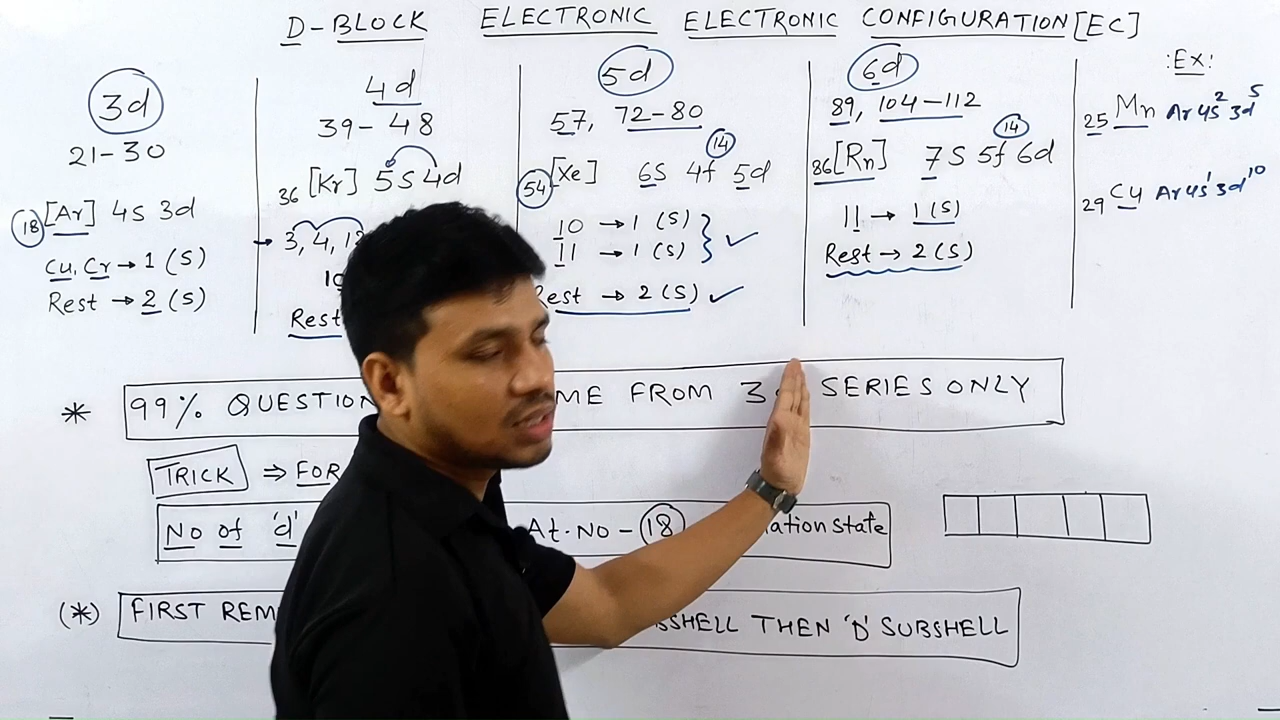 D-BLOCK ELECTRONIC ELECTRONIC CONFIGURATION [EC]
3d
21-30
18 [Ar] 4s 3d
Cu, Cr → 1 (s)
Rest → 2 (s)
4d
39-48
36 [Kr] 5s 4d
→ 3, 4,
Rest
5d
57, 72-80
14
54 [Xe] 6s 4f 5d
10 → 1 (s)
11 → 1 (s)
Rest → 2 (s) ✓
6d
89, 104-112
14
86 [Rn] 7s 5f 6d
11 → 1 (s)
Rest → 2 (s)
:EX:
25 Mn Ar 4s² 3d⁵
29 Cu Ar 4s¹ 3d¹⁰
* 99% QUESTION ME FROM 3d SERIES ONLY
TRICK ⇒ FOR
No of 'd' At.No - 18 ation state
(*) FIRST REM SUBSHELL THEN 'D' SUBSHELL